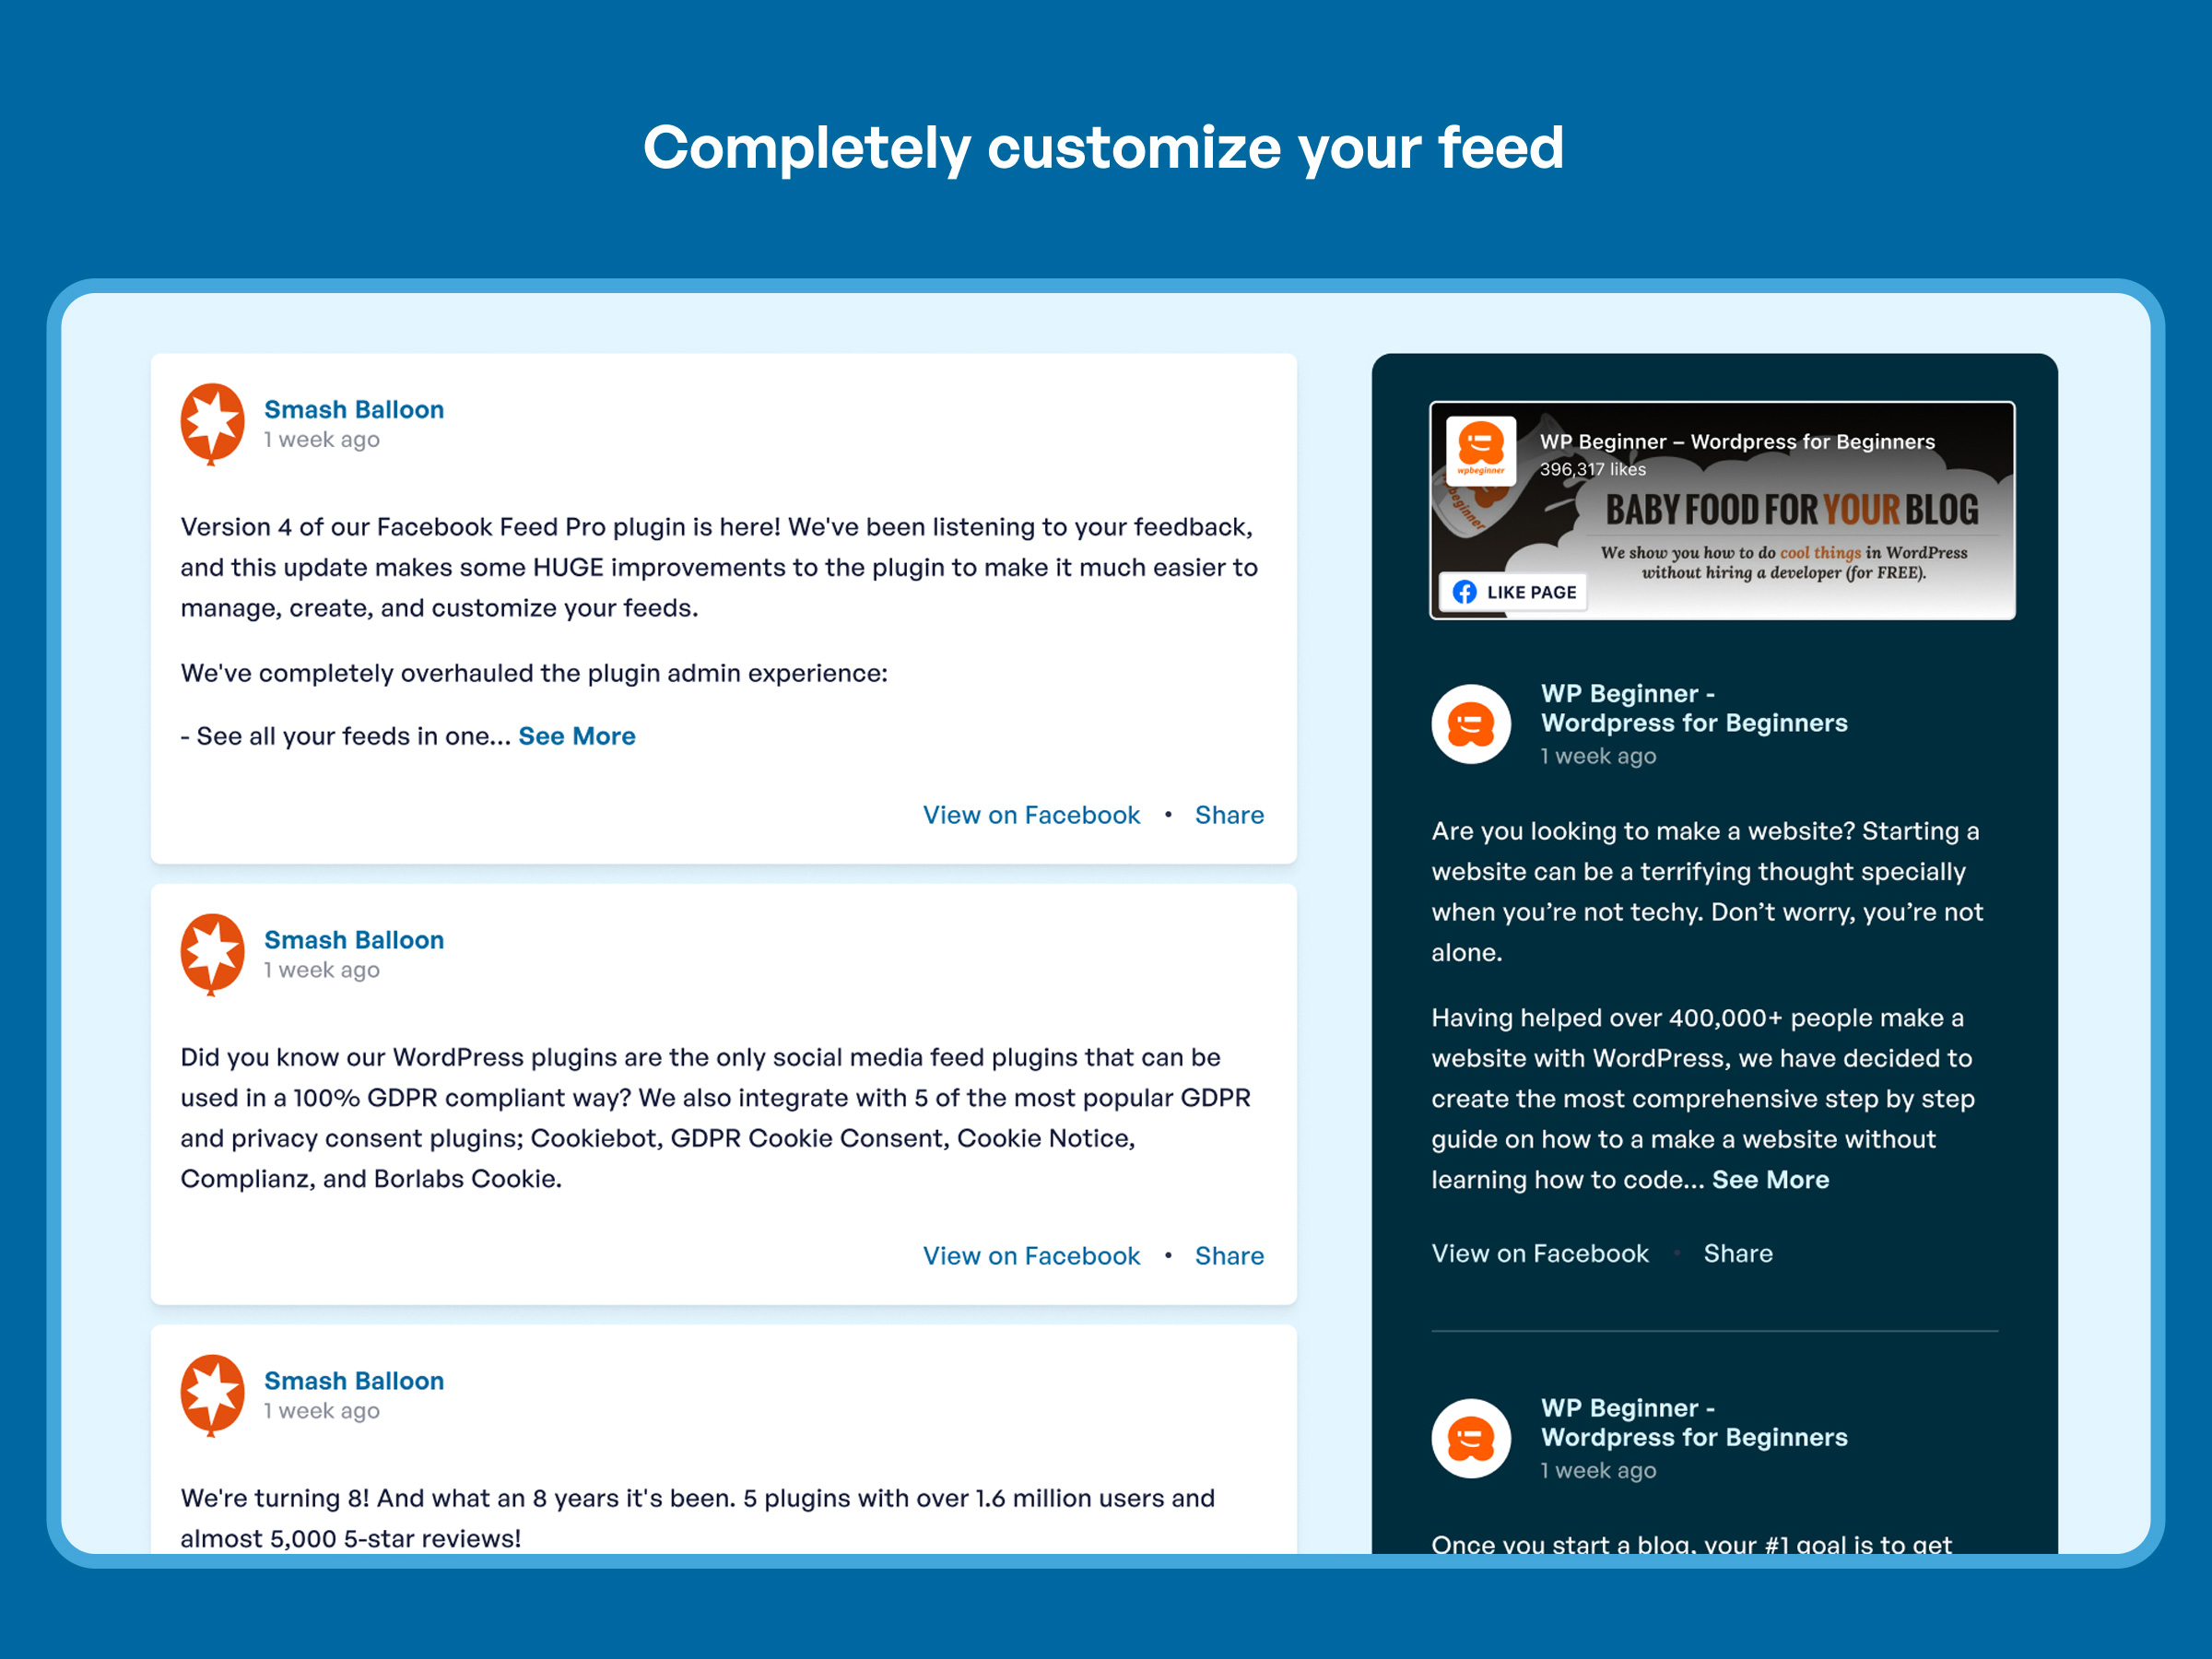 Completely customize your feed
Smash Balloon
1 week ago
Version 4 of our Facebook Feed Pro plugin is here! We've been listening to your feedback,
and this update makes some HUGE improvements to the plugin to make it much easier to
manage, create, and customize your feeds.
We've completely overhauled the plugin admin experience:
- See all your feeds in one... See More
View on Facebook • Share
Smash Balloon
1 week ago
Did you know our WordPress plugins are the only social media feed plugins that can be
used in a 100% GDPR compliant way? We also integrate with 5 of the most popular GDPR
and privacy consent plugins; Cookiebot, GDPR Cookie Consent, Cookie Notice,
Complianz, and Borlabs Cookie.
View on Facebook • Share
Smash Balloon
1 week ago
We're turning 8! And what an 8 years it's been. 5 plugins with over 1.6 million users and
almost 5,000 5-star reviews!
wpbeginner
WP Beginner – Wordpress for Beginners
396,317 likes
BABY FOOD FOR YOUR BLOG
We show you how to do cool things in WordPress
without hiring a developer (for FREE).
LIKE PAGE
WP Beginner -
Wordpress for Beginners
1 week ago
Are you looking to make a website? Starting a
website can be a terrifying thought specially
when you’re not techy. Don’t worry, you’re not
alone.
Having helped over 400,000+ people make a
website with WordPress, we have decided to
create the most comprehensive step by step
guide on how to a make a website without
learning how to code... See More
View on Facebook • Share
WP Beginner -
Wordpress for Beginners
1 week ago
Once you start a blog, your #1 goal is to get